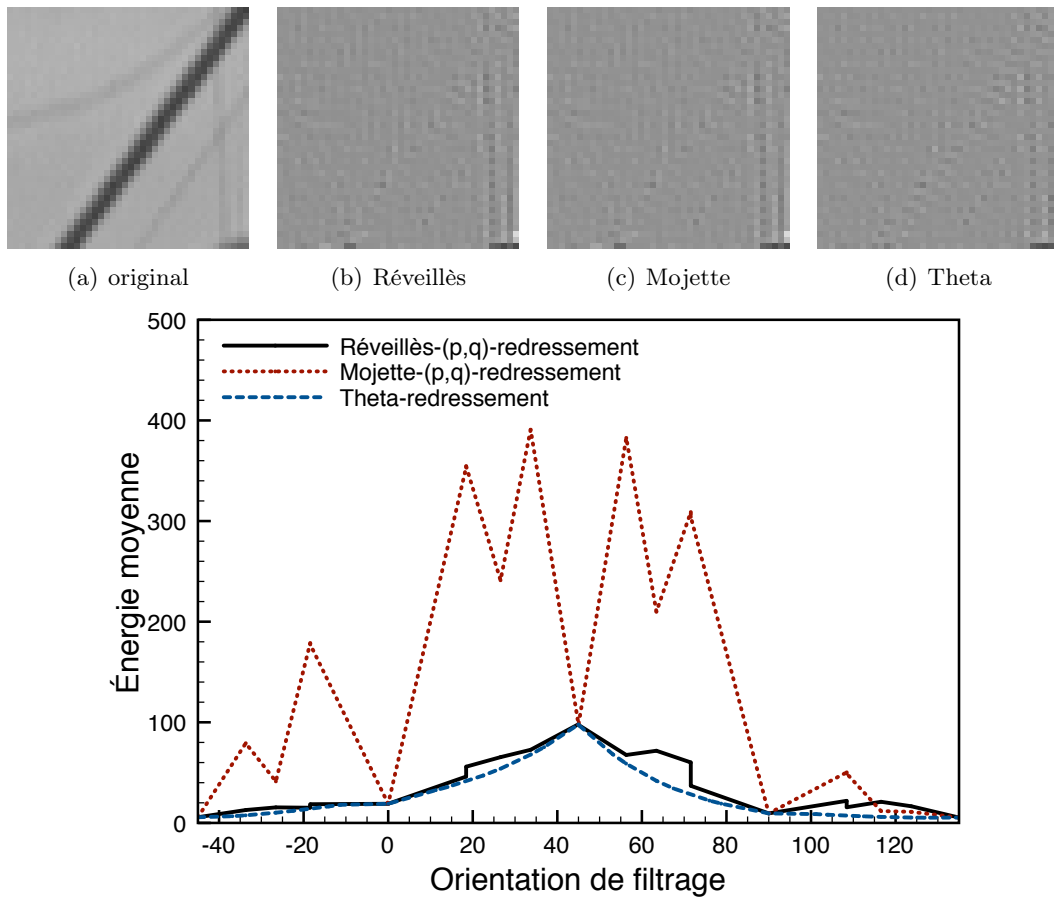 (a) original
(b) Réveillès
(c) Mojette
(d) Theta
500
400
300
200
100
0
Énergie moyenne
Réveillès-(p,q)-redressement
Mojette-(p,q)-redressement
Theta-redressement
-40 -20 0 20 40 60 80 100 120
Orientation de filtrage